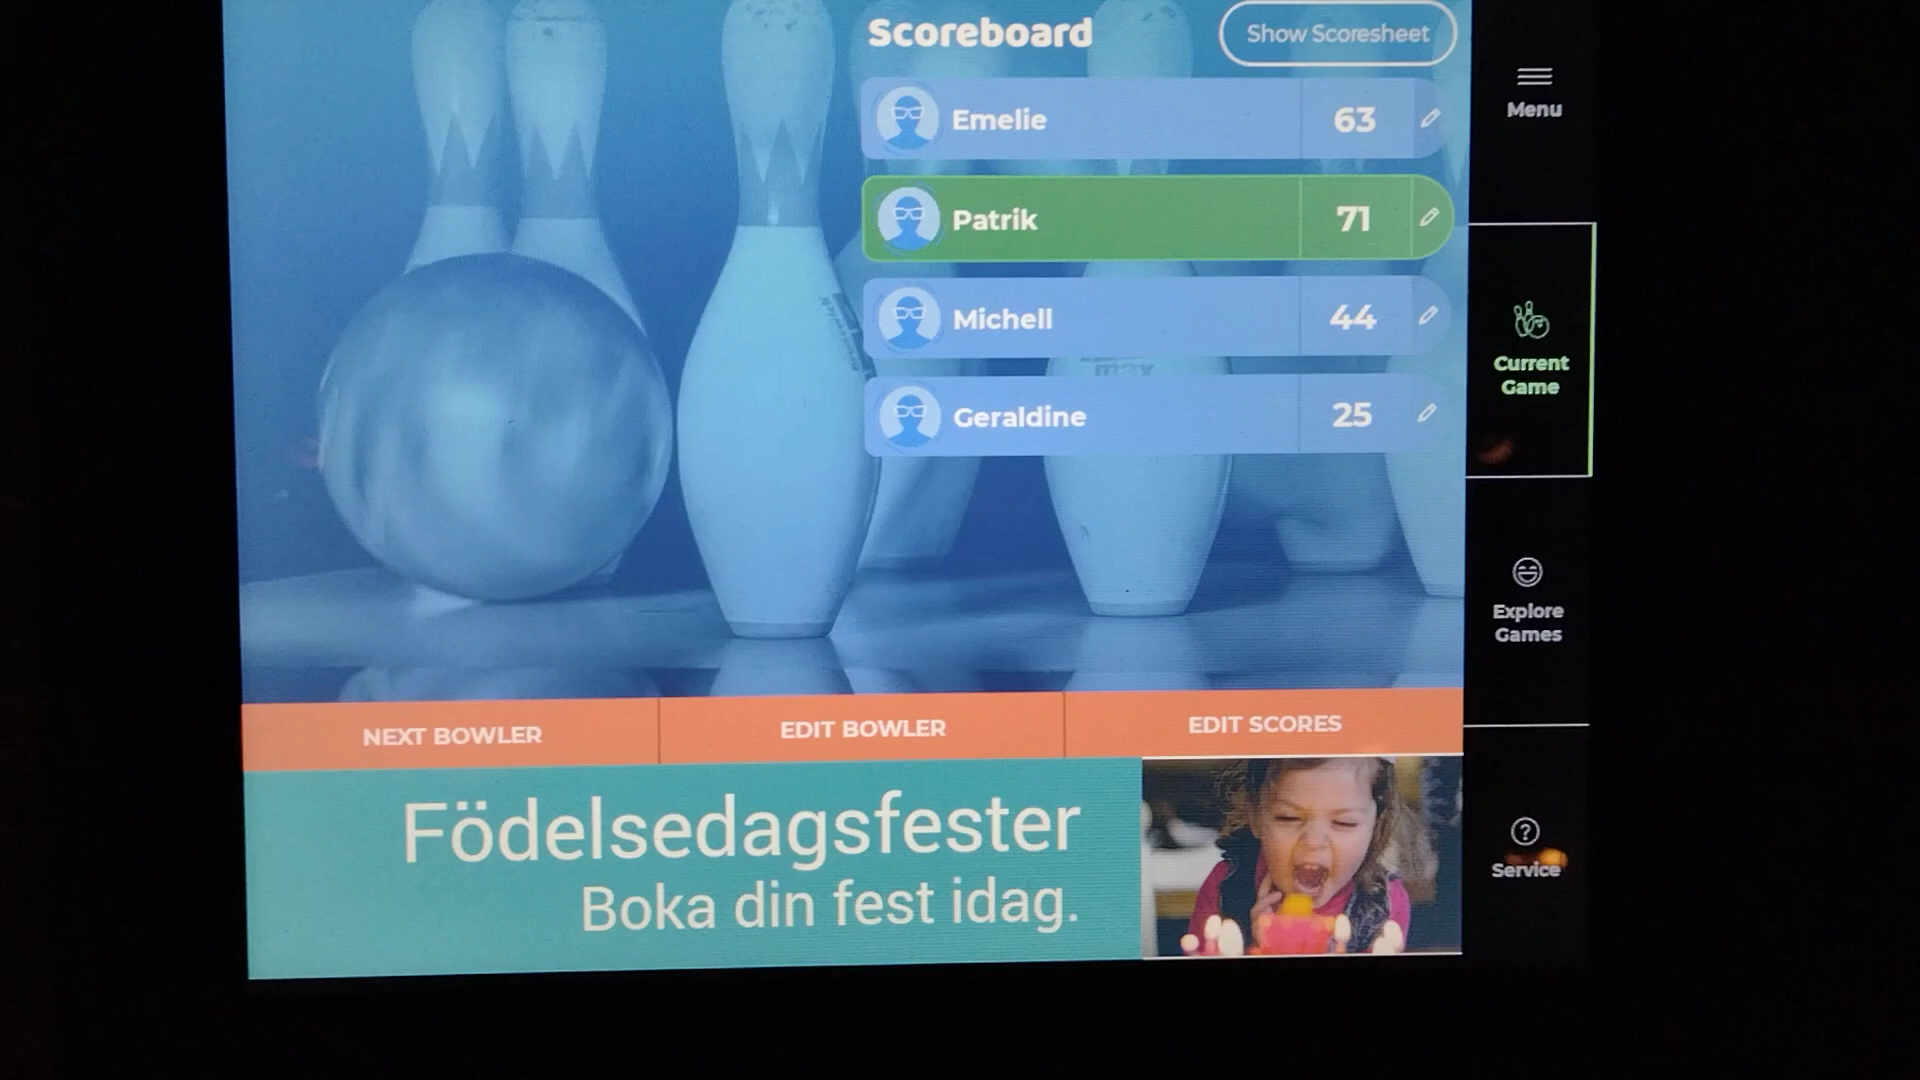 Scoreboard
Show Scoresheet
Emelie 63
Patrik 71
Michell 44
Geraldine 25
Menu
Current
Game
Explore
Games
Service
NEXT BOWLER
EDIT BOWLER
EDIT SCORES
Födelsedagsfester
Boka din fest idag.